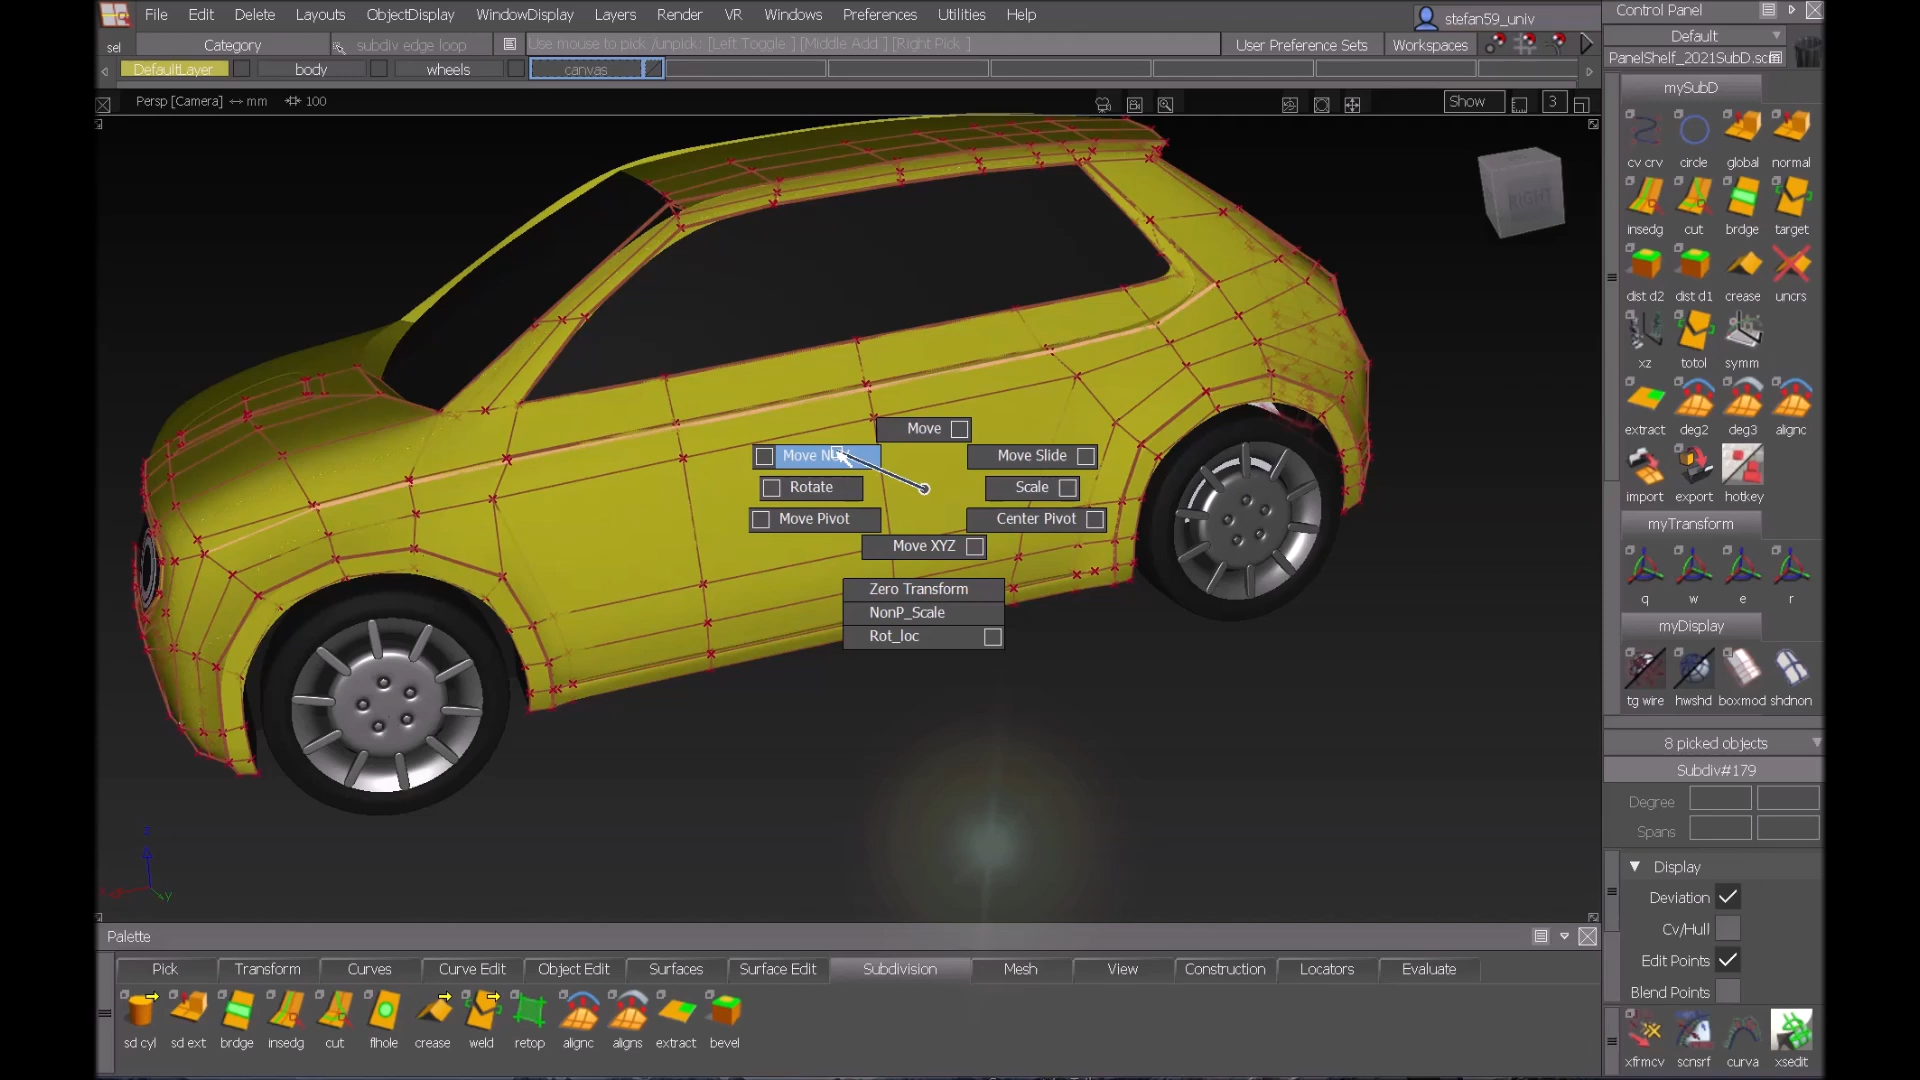 File Edit Delete Layouts ObjectDisplay WindowDisplay Layers Render VR Windows Preferences Utilities Help
stefan59_univ
Control Panel
sel Category subdiv edge loop Use mouse to pick /unpick: [Left Toggle ] [Middle Add ] [Right Pick ] User Preference Sets Workspaces
Default
PanelShelf_2021SubD.scl
DefaultLayer body wheels canvas
Persp [Camera] mm 100 Show 3
mySubD
cv crv circle global normal
insedg cut brdge target
dist d2 dist d1 crease uncrs
xz totol symm
extract deg2 deg3 alignc
import export hotkey
myTransform
q w e r
myDisplay
tg wire hwshd boxmod shdnon
RIGHT
Move
Move Slide
Rotate Scale
Move Pivot Center Pivot
Move XYZ
Zero Transform
NonP_Scale
Rot_loc
8 picked objects
Subdiv#179
Degree
Spans
Display
Deviation
Cv/Hull
Edit Points
Blend Points
z
y
Palette
Pick Transform Curves Curve Edit Object Edit Surfaces Surface Edit Subdivision Mesh View Construction Locators Evaluate
sd cyl sd ext brdge insedg cut flhole crease weld retop alignc aligns extract bevel
xfrmcv scnsrf curva xsedit